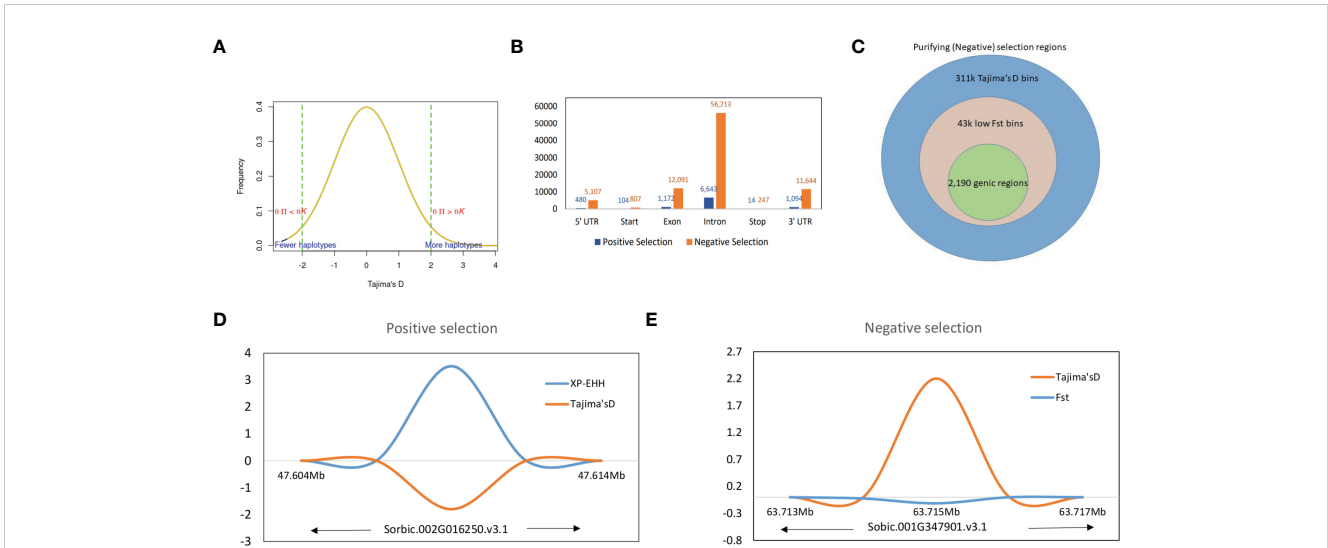 A
0.4
0.3
0.2
0.1
0.0
Frequency
θ Π < θK
θ Π > θK
Fewer haplotypes
More haplotypes
-2
-1
0
1
2
3
4
Tajima's D
B
60000
50000
40000
30000
20000
10000
0
480
5,107
104
807
1,172
12,091
6,643
56,713
14
247
1,094
11,644
5' UTR
Start
Exon
Intron
Stop
3' UTR
Positive Selection
Negative Selection
C
Purifying (Negative) selection regions
311k Tajima's D bins
43k low Fst bins
2,190 genic regions
D
Positive selection
4
3
2
1
0
-1
-2
-3
XP-EHH
Tajima'sD
47.604Mb
47.614Mb
Sorbic.002G016250.v3.1
E
Negative selection
2.7
2.2
1.7
1.2
0.7
0.2
-0.3
-0.8
Tajima'sD
Fst
63.713Mb
63.715Mb
63.717Mb
Sobic.001G347901.v3.1